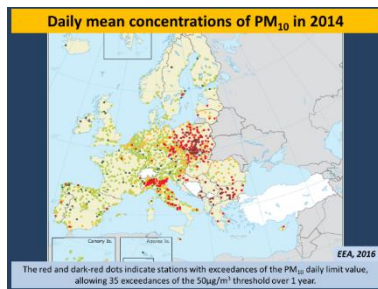 Daily mean concentrations of PM₁₀ in 2014
Canary Is.
Azores Is.
EEA, 2016
The red and dark-red dots indicate stations with exceedances of the PM₁₀ daily limit value,
allowing 35 exceedances of the 50µg/m³ threshold over 1 year.